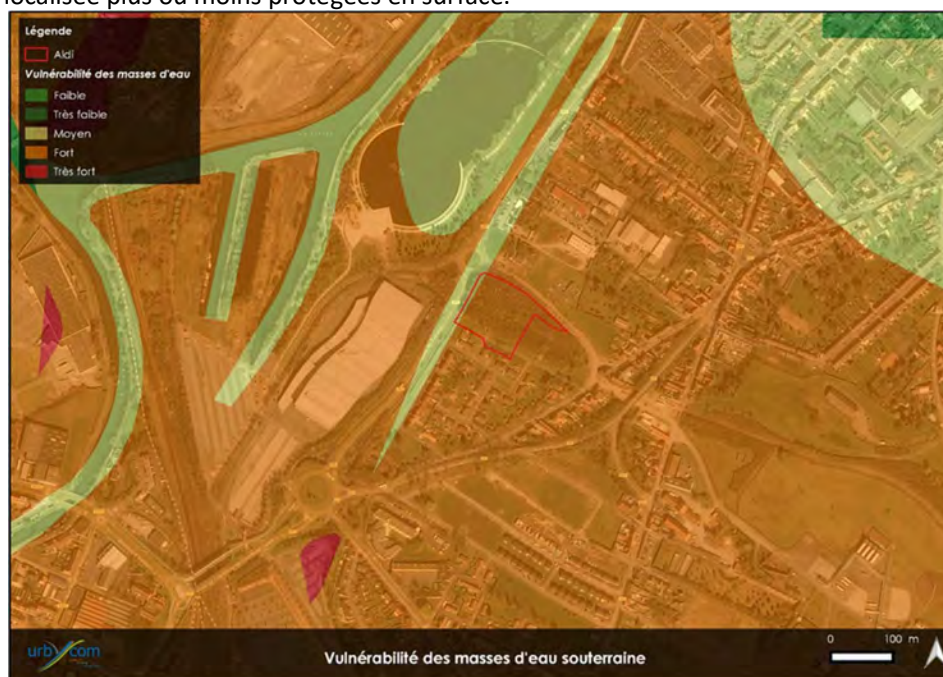 localisée plus ou moins protégées en surface.
Légende
Aldi
Vulnérabilité des masses d'eau
Faible
Très faible
Moyen
Fort
Très fort
urbycom
Vulnérabilité des masses d'eau souterraine
0 100 m